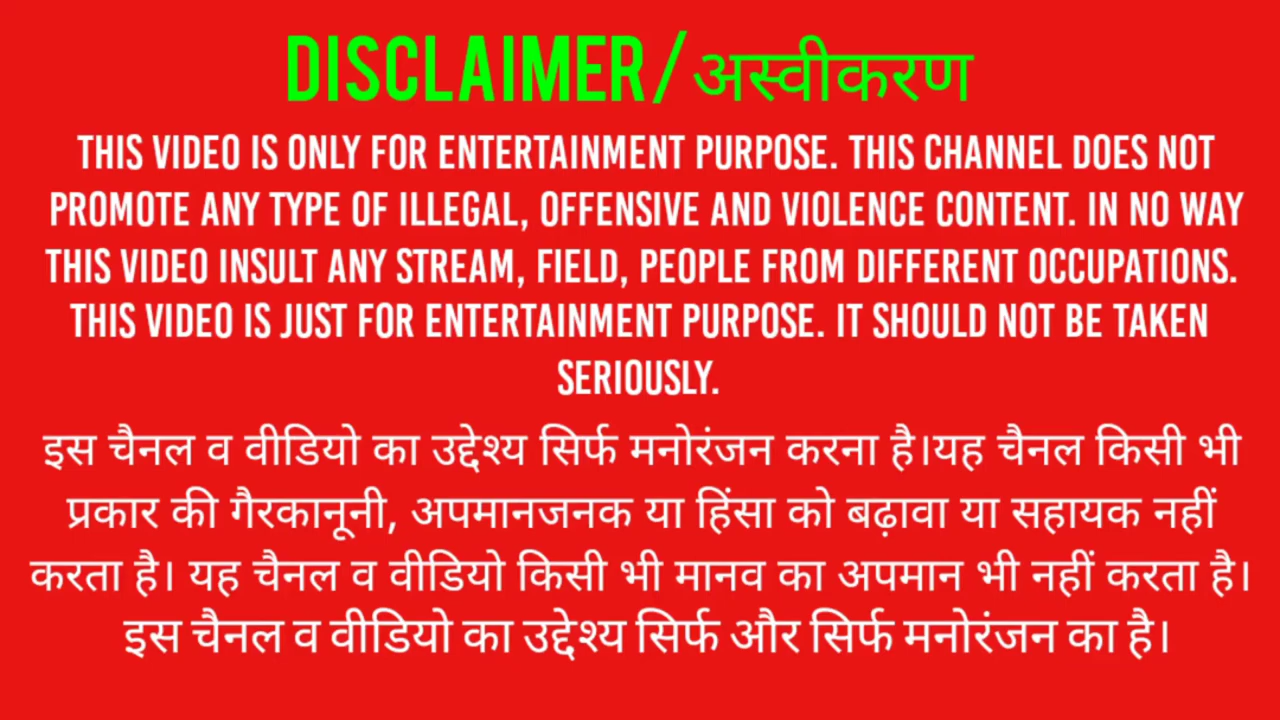 DISCLAIMER/अस्वीकरण
THIS VIDEO IS ONLY FOR ENTERTAINMENT PURPOSE. THIS CHANNEL DOES NOT
PROMOTE ANY TYPE OF ILLEGAL, OFFENSIVE AND VIOLENCE CONTENT. IN NO WAY
THIS VIDEO INSULT ANY STREAM, FIELD, PEOPLE FROM DIFFERENT OCCUPATIONS.
THIS VIDEO IS JUST FOR ENTERTAINMENT PURPOSE. IT SHOULD NOT BE TAKEN
SERIOUSLY.
इस चैनल व वीडियो का उद्देश्य सिर्फ मनोरंजन करना है।यह चैनल किसी भी
प्रकार की गैरकानूनी, अपमानजनक या हिंसा को बढ़ावा या सहायक नहीं
करता है। यह चैनल व वीडियो किसी भी मानव का अपमान भी नहीं करता है।
इस चैनल व वीडियो का उद्देश्य सिर्फ और सिर्फ मनोरंजन का है।